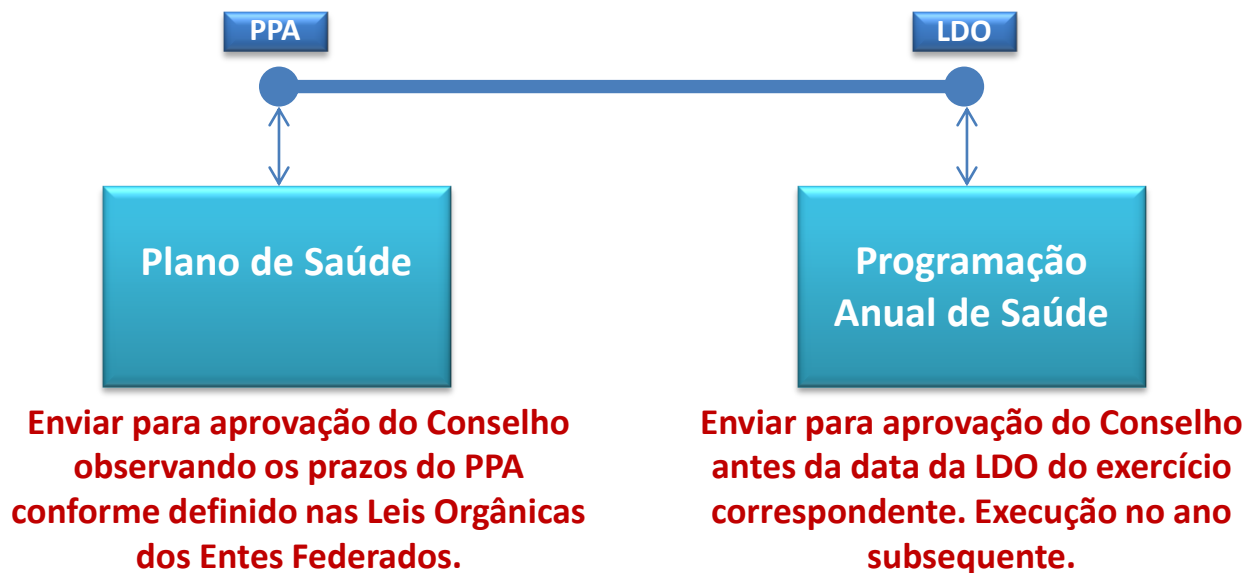 PPA
LDO
Plano de Saúde
Programação
Anual de Saúde
Enviar para aprovação do Conselho
observando os prazos do PPA
conforme definido nas Leis Orgânicas
dos Entes Federados.
Enviar para aprovação do Conselho
antes da data da LDO do exercício
correspondente. Execução no ano
subsequente.